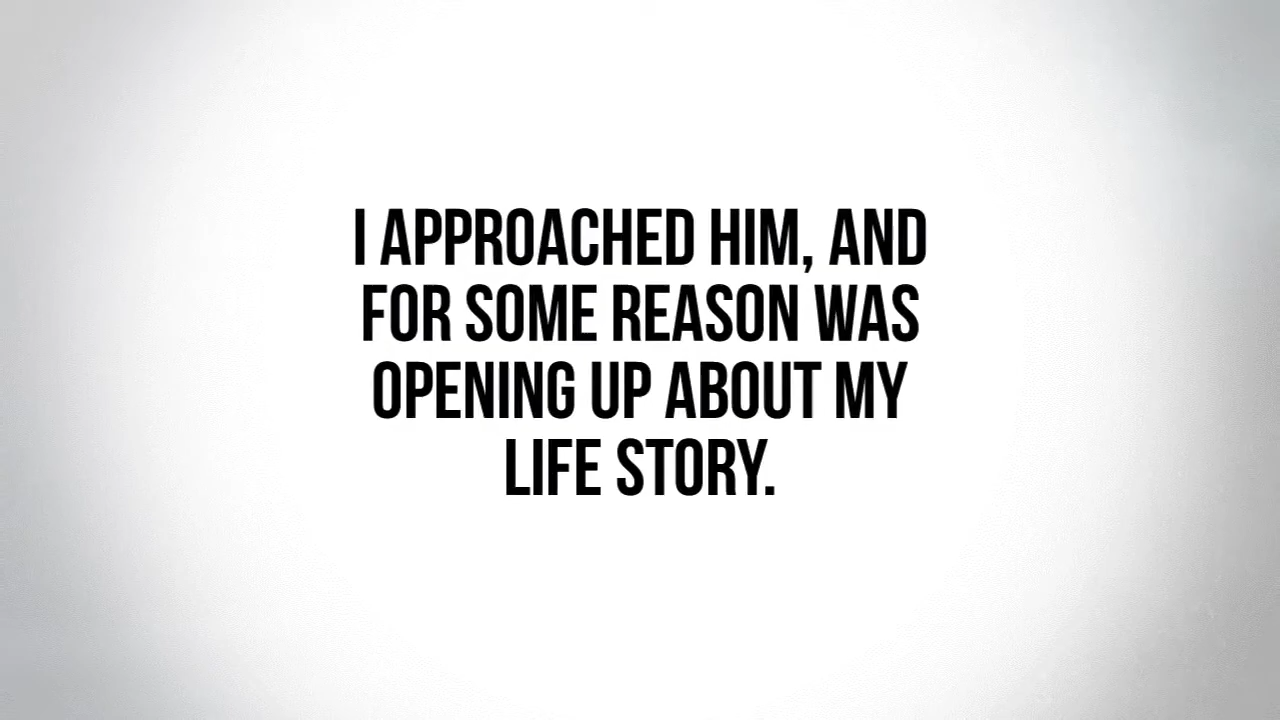 I APPROACHED HIM, AND
FOR SOME REASON WAS
OPENING UP ABOUT MY
LIFE STORY.